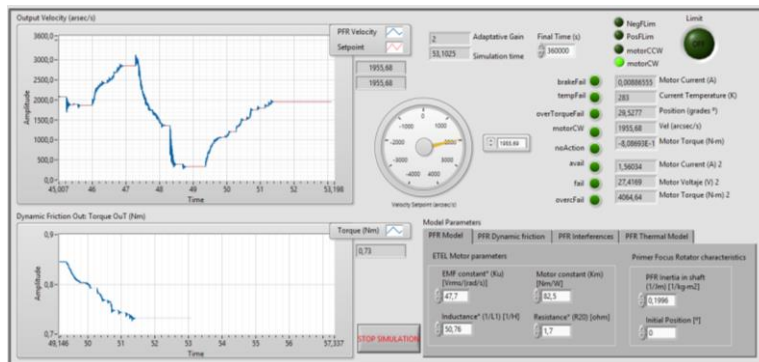 Output Velocity (arsec/s)
PFR Velocity
Setpoint
3600,0
3000,0
2500,0
2000,0
1500,0
1000,0
500,0
0,0
Amplitude
45,007 46 47 48 49 50 51 52 53,198
Time
1955,68
1955,68
2 Adaptative Gain
53,1025 Simulation time
Final Time (s)
360000
NegFLim
PosFLim
motorCCW
motorCW
Limit
OFF
brakeFail
tempFail
overTorqueFail
motorCW
noAction
avail
fail
overcFail
0,00886555 Motor Current (A)
283 Current Temperature (K)
29,5277 Position (grades º)
1955,68 Vel (arcsec/s)
-8,08693E-1 Motor Torque (N-m)
1,56034 Motor Current (A) 2
27,4169 Motor Voltaje (V) 2
4064,64 Motor Torque (N-m) 2
-1000 0 1000
-2000
-3000 3000
-4000 4000
Velocity Setpoint (arcsec/s)
Dynamic Friction Out: Torque OuT (Nm)
Torque (Nm)
0,73
0,9
0,8
0,7
Amplitude
49,146 50 51 52 53 54 55 56 57,337
Time
STOP SIMULATION
Model Parameters
PFR Model PFR Dynamic friction PFR Interferences PFR Thermal Model
ETEL Motor parameters
EMF constant* (Ku) [Vrms/(rad/s)]
47,7
Motor constant (Km) [Nm/W]
82,5
Inductance* (1/L1) [1/H]
50,76
Resistance* (R20) [ohm]
1,7
Primer Focus Rotator characteristics
PFR Inertia in shaft (1/Jm) [1/kg-m2]
0,1996
Initial Position [º]
0